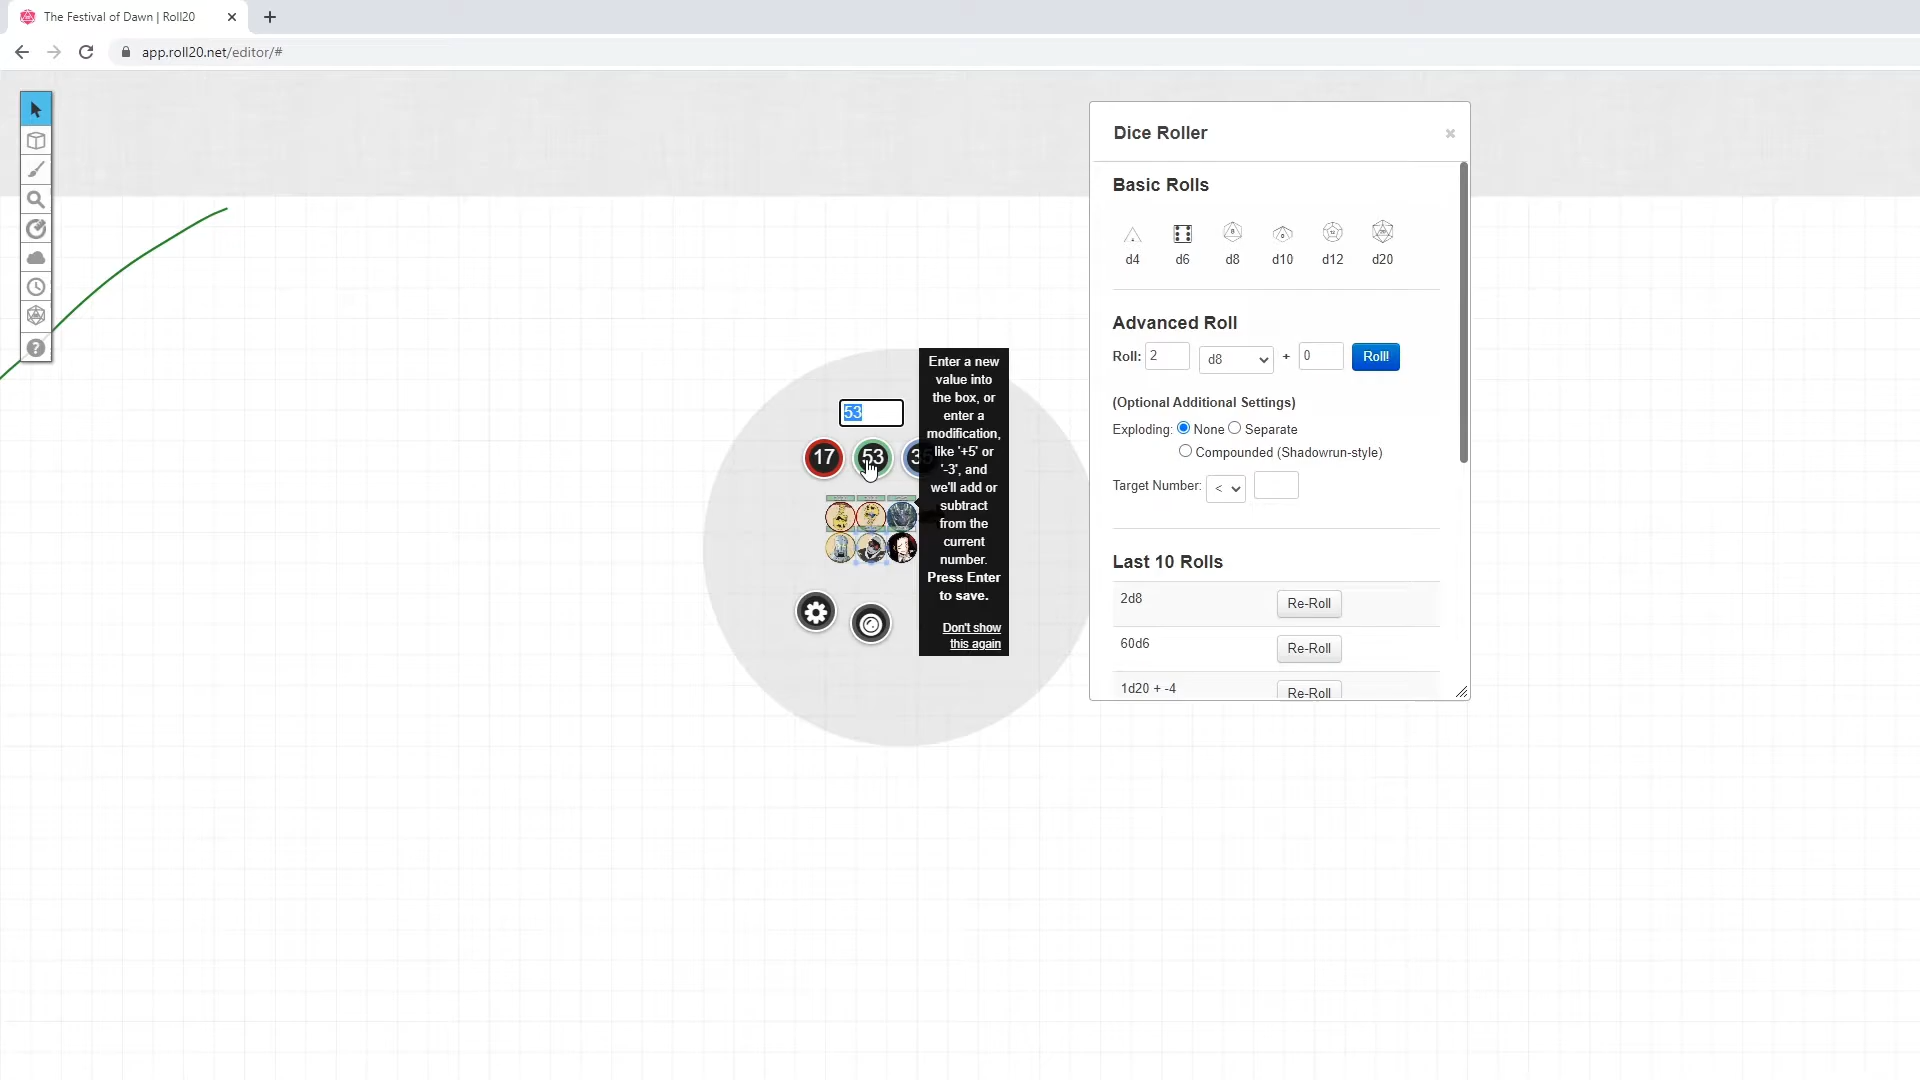 The Festival of Dawn | Roll20
app.roll20.net/editor/#
Dice Roller
Basic Rolls
d4 d6 d8 d10 d12 d20
Advanced Roll
Roll: 2 d8 + 0 Roll!
(Optional Additional Settings)
Exploding: None Separate
Compounded (Shadowrun-style)
Target Number: <
Last 10 Rolls
2d8 Re-Roll
60d6 Re-Roll
1d20 + -4 Re-Roll
53
17 53
Enter a new
value into
the box, or
enter a
modification,
like '+5' or
'-3', and
we'll add or
subtract
from the
current
number.
Press Enter
to save.
Don't show
this again